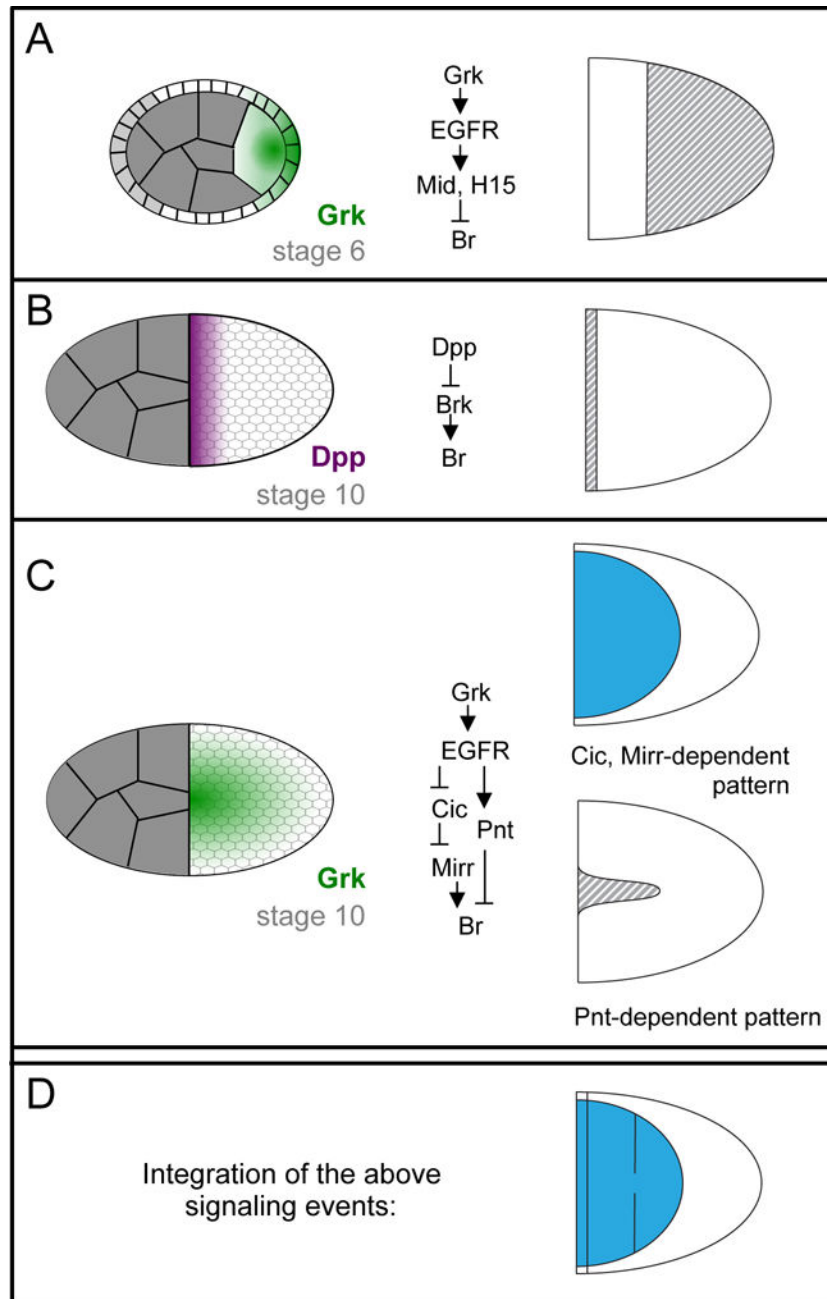 A
Grk
stage 6
Grk
EGFR
Mid, H15
Br
B
Dpp
stage 10
Dpp
Brk
Br
C
Grk
stage 10
Grk
EGFR
Cic
Pnt
Mirr
Br
Cic, Mirr-dependent
pattern
Pnt-dependent pattern
D
Integration of the above
signaling events: